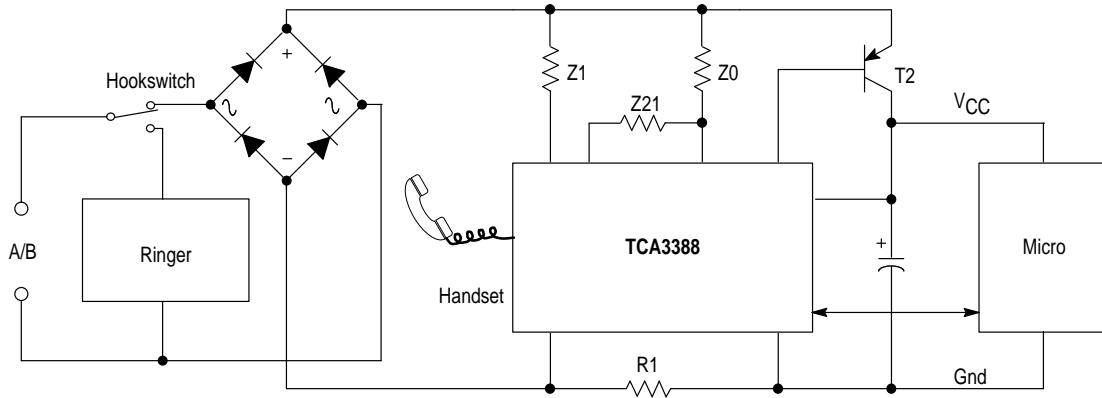 Hookswitch
+
−
Z1
Z0
Z21
T2
VCC
A/B
Ringer
Handset
TCA3388
+
Micro
R1
Gnd